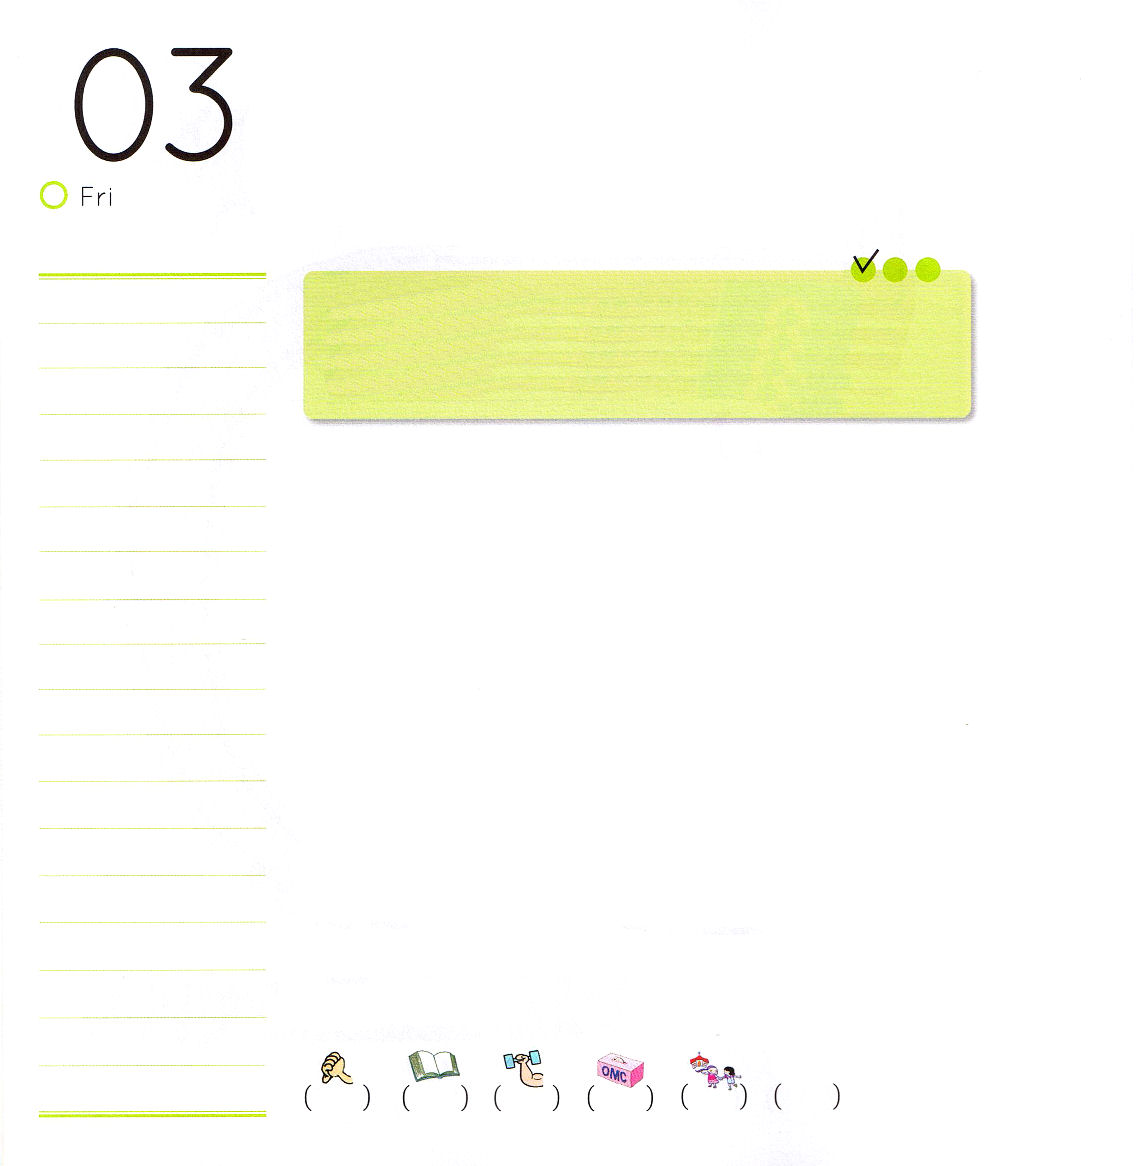 03
Fri
OMC
( ) ( ) ( ) ( ) ( ) ( )